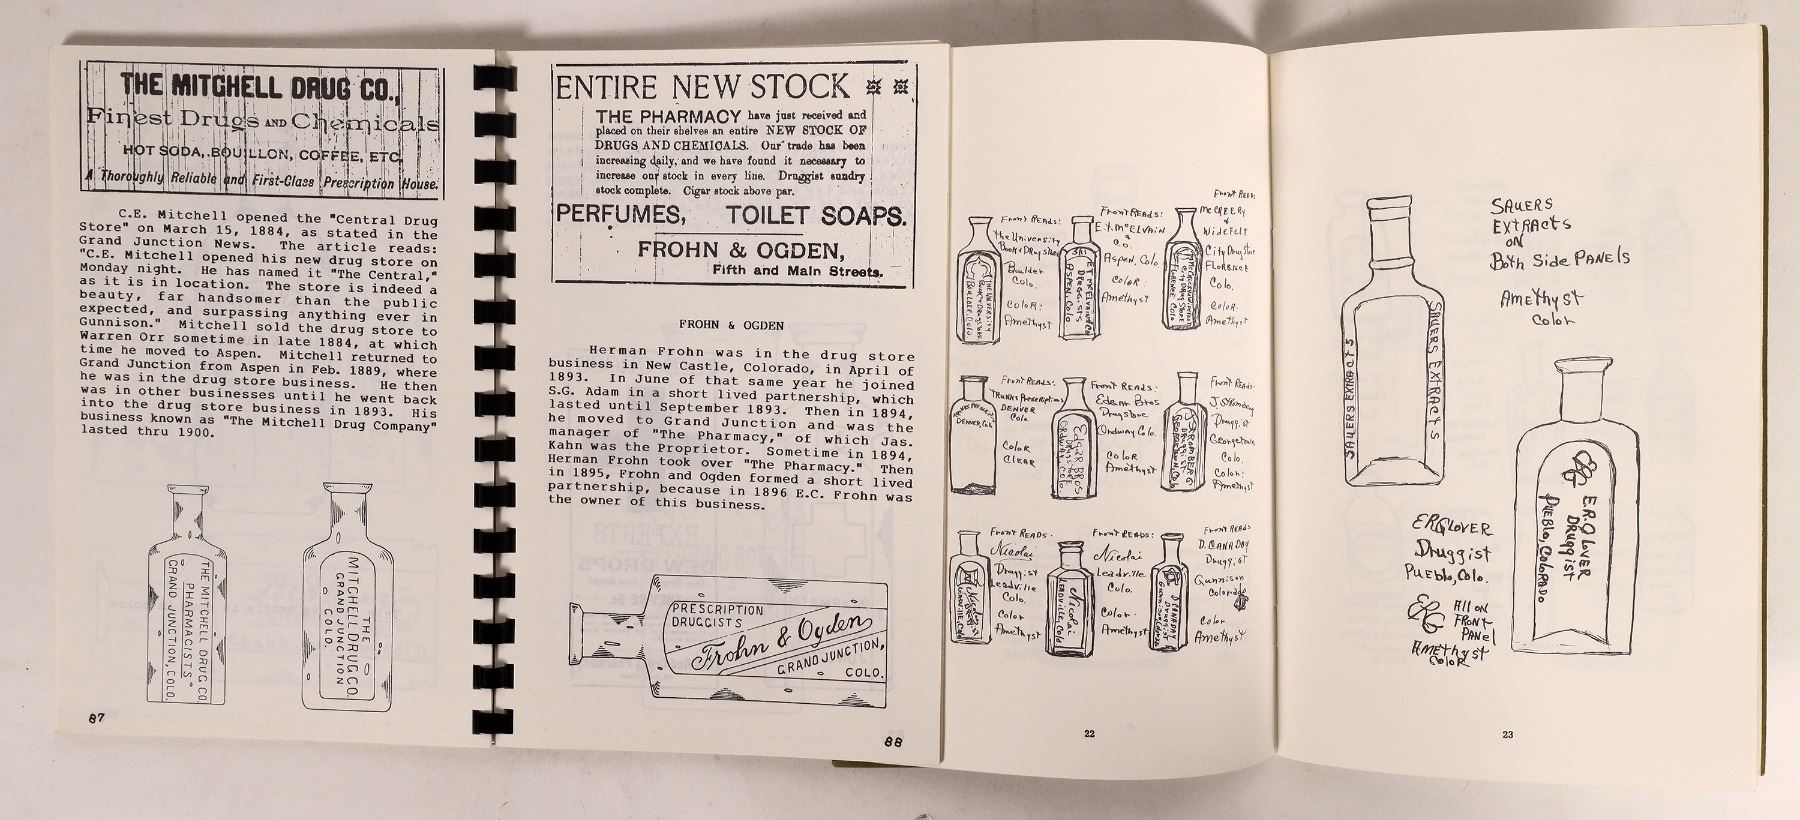 THE MITCHELL DRUG CO.,
Finest Drugs AND Chemicals
HOT SODA, BOUILLON, COFFEE, ETC.
A Thoroughly Reliable and First-Class Prescription House.
C.E. Mitchell opened the "Central Drug
Store" on March 15, 1884, as stated in the
Grand Junction News. The article reads:
"C.E. Mitchell opened his new drug store on
Monday night. He has named it "The Central,"
as it is in location. The store is indeed a
beauty, far handsomer than the public
expected, and surpassing anything ever in
Gunnison." Mitchell sold the drug store to
Warren Orr sometime in late 1884, at which
time he moved to Aspen. Mitchell returned to
Grand Junction from Aspen in Feb. 1889, where
he was in the drug store business. He then
was in other businesses until he went back
into the drug store business in 1893. His
business known as "The Mitchell Drug Company"
lasted thru 1900.
THE MITCHELL DRUG CO.
PHARMACISTS
GRAND JUNCTION, COLO.
THE
MITCHELL DRUG CO.
GRAND JUNCTION
COLO.
87
ENTIRE NEW STOCK
THE PHARMACY have just received and
placed on their shelves an entire NEW STOCK OF
DRUGS AND CHEMICALS. Our trade has been
increasing daily, and we have found it necessary to
increase our stock in every line. Druggist sundry
stock complete. Cigar stock above par.
PERFUMES, TOILET SOAPS.
FROHN & OGDEN,
Fifth and Main Streets.
FROHN & OGDEN
Herman Frohn was in the drug store
business in New Castle, Colorado, in April of
1893. In June of that same year he joined
S.G. Adam in a short lived partnership, which
lasted until September 1893. Then in 1894,
he moved to Grand Junction and was the
manager of "The Pharmacy," of which Jas.
Kahn was the Proprietor. Sometime in 1894,
Herman Frohn took over "The Pharmacy." Then
in 1895, Frohn and Ogden formed a short lived
partnership, because in 1896 E.C. Frohn was
the owner of this business.
PRESCRIPTION
DRUGGISTS
Frohn & Ogden
GRAND JUNCTION,
COLO.
88
Front Reads:
The University
Book & Drug Store
Boulder
Colo.
Color:
Amethyst
Front Reads:
E.T. McElvain
& Co.
Aspen, Colo
Color:
Amethyst
Front Reads
McCreery
&
Widefelt
City Drug Store
Florence
Colo.
Color.
Amethyst
Front Reads:
Prescriptions
DENVER
Colo
Color
Clear
Front Reads:
Bros
Drugstore
Ordway Colo.
Color
Amethyst
EdgAR BROS
Front Reads
Druggist
Georgetown
Colo.
Color:
Amethyst
Front Reads.
Nicolai
Druggist
Leadville
Colo.
Color
Amethyst
Front Reads:
Nicolai
Leadville
Colo.
Color.
Amethyst
Front Reads
D. CANADAY
Druggist
Gunnison
Colorado
Color
Amethyst
22
SAUERS
EXTRACTS
ON
Both Side PANELS
Amethyst
Color
SAUERS EXTRACTS
SAUERS EXTRACTS
ERGLOVER
Druggist
Pueblo, Colo.
ERG
All on
FRONT
PANel
Amethyst
Color
ERG
E.R. Glover
DRuggist
Pueblo, COloRADO
23